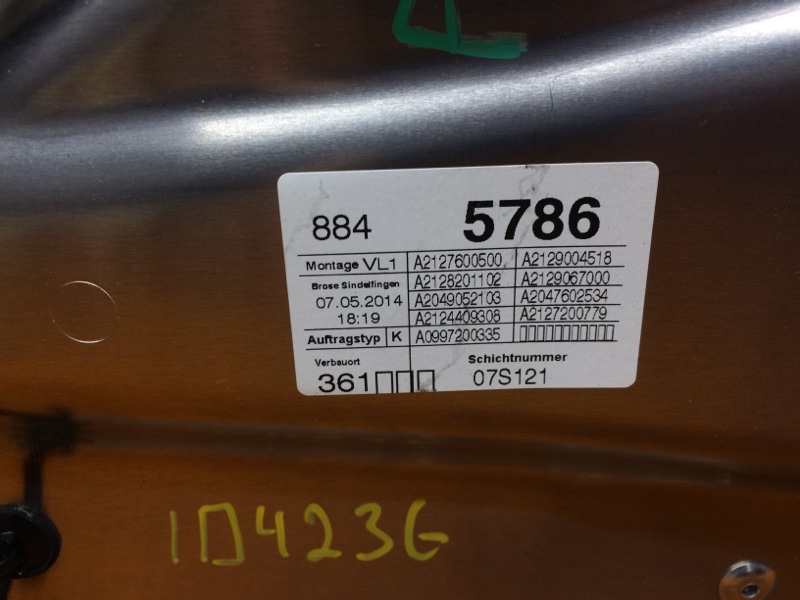 884 5786
Montage VL1 A2127600500 A2129004518
Brose Sindelfingen A2128201102 A2129067000
07.05.2014 A2049052103 A2047602534
18:19 A2124409308 A2127200779
Auftragstyp K A0997200335 ▯▯▯▯▯▯▯▯▯▯▯
Verbauort Schichtnummer
361▯▯▯ 07S121